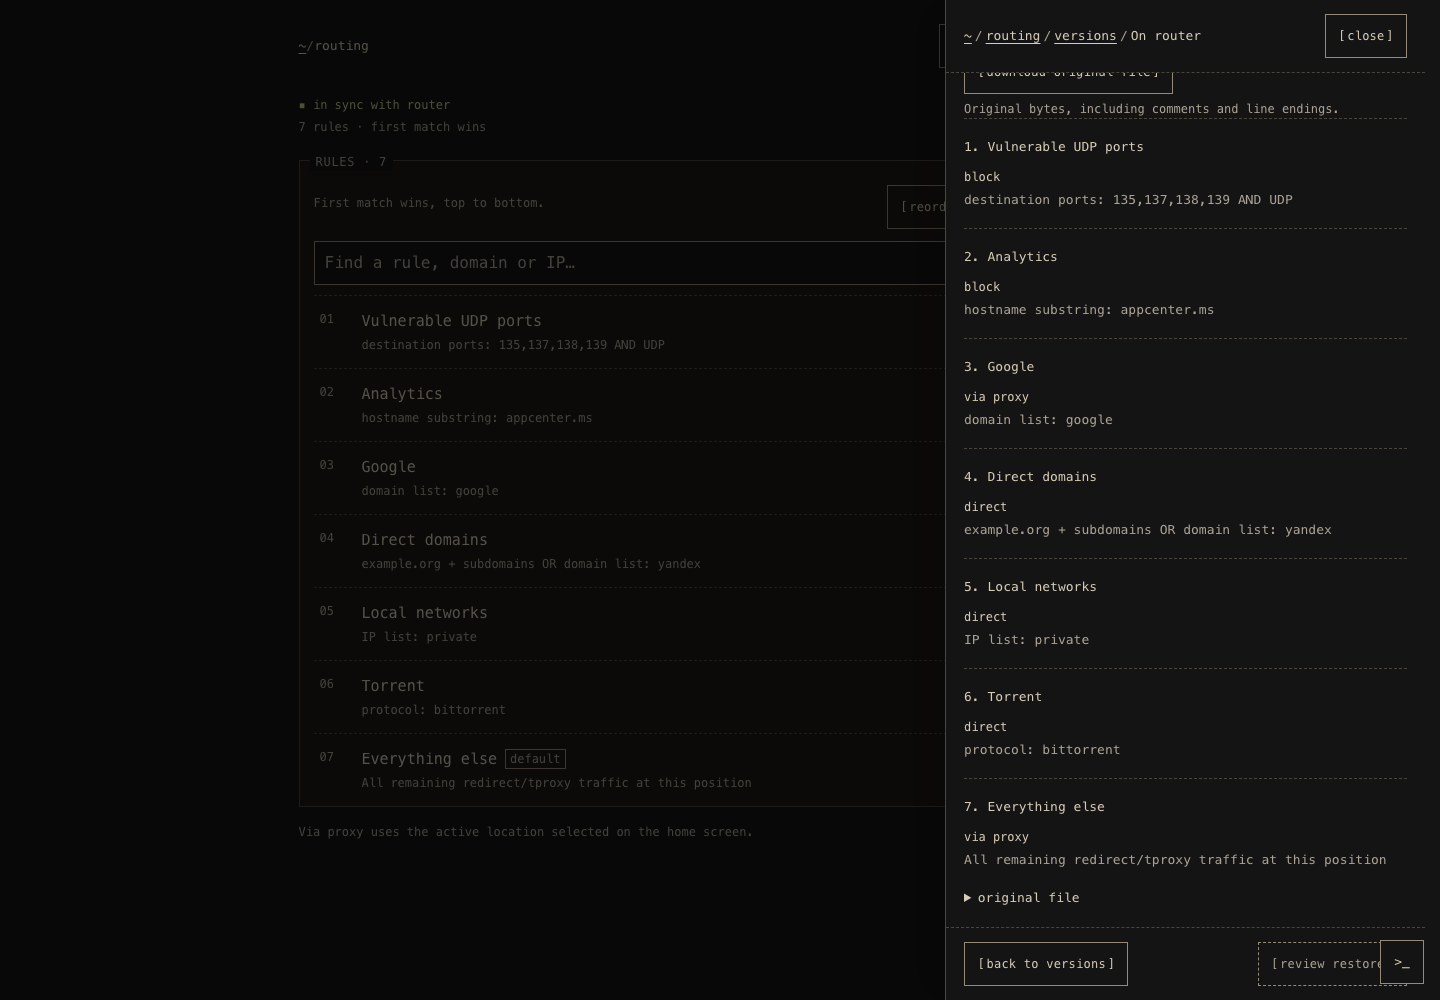 ~/routing
▪ in sync with router
7 rules · first match wins
RULES · 7
First match wins, top to bottom.
[reord
Find a rule, domain or IP…
01 Vulnerable UDP ports
destination ports: 135,137,138,139 AND UDP
02 Analytics
hostname substring: appcenter.ms
03 Google
domain list: google
04 Direct domains
example.org + subdomains OR domain list: yandex
05 Local networks
IP list: private
06 Torrent
protocol: bittorrent
07 Everything else default
All remaining redirect/tproxy traffic at this position
Via proxy uses the active location selected on the home screen.
~/routing/versions/On router
[close]
[download original file]
Original bytes, including comments and line endings.
1. Vulnerable UDP ports
block
destination ports: 135,137,138,139 AND UDP
2. Analytics
block
hostname substring: appcenter.ms
3. Google
via proxy
domain list: google
4. Direct domains
direct
example.org + subdomains OR domain list: yandex
5. Local networks
direct
IP list: private
6. Torrent
direct
protocol: bittorrent
7. Everything else
via proxy
All remaining redirect/tproxy traffic at this position
▶ original file
[back to versions]
[review restore
>_